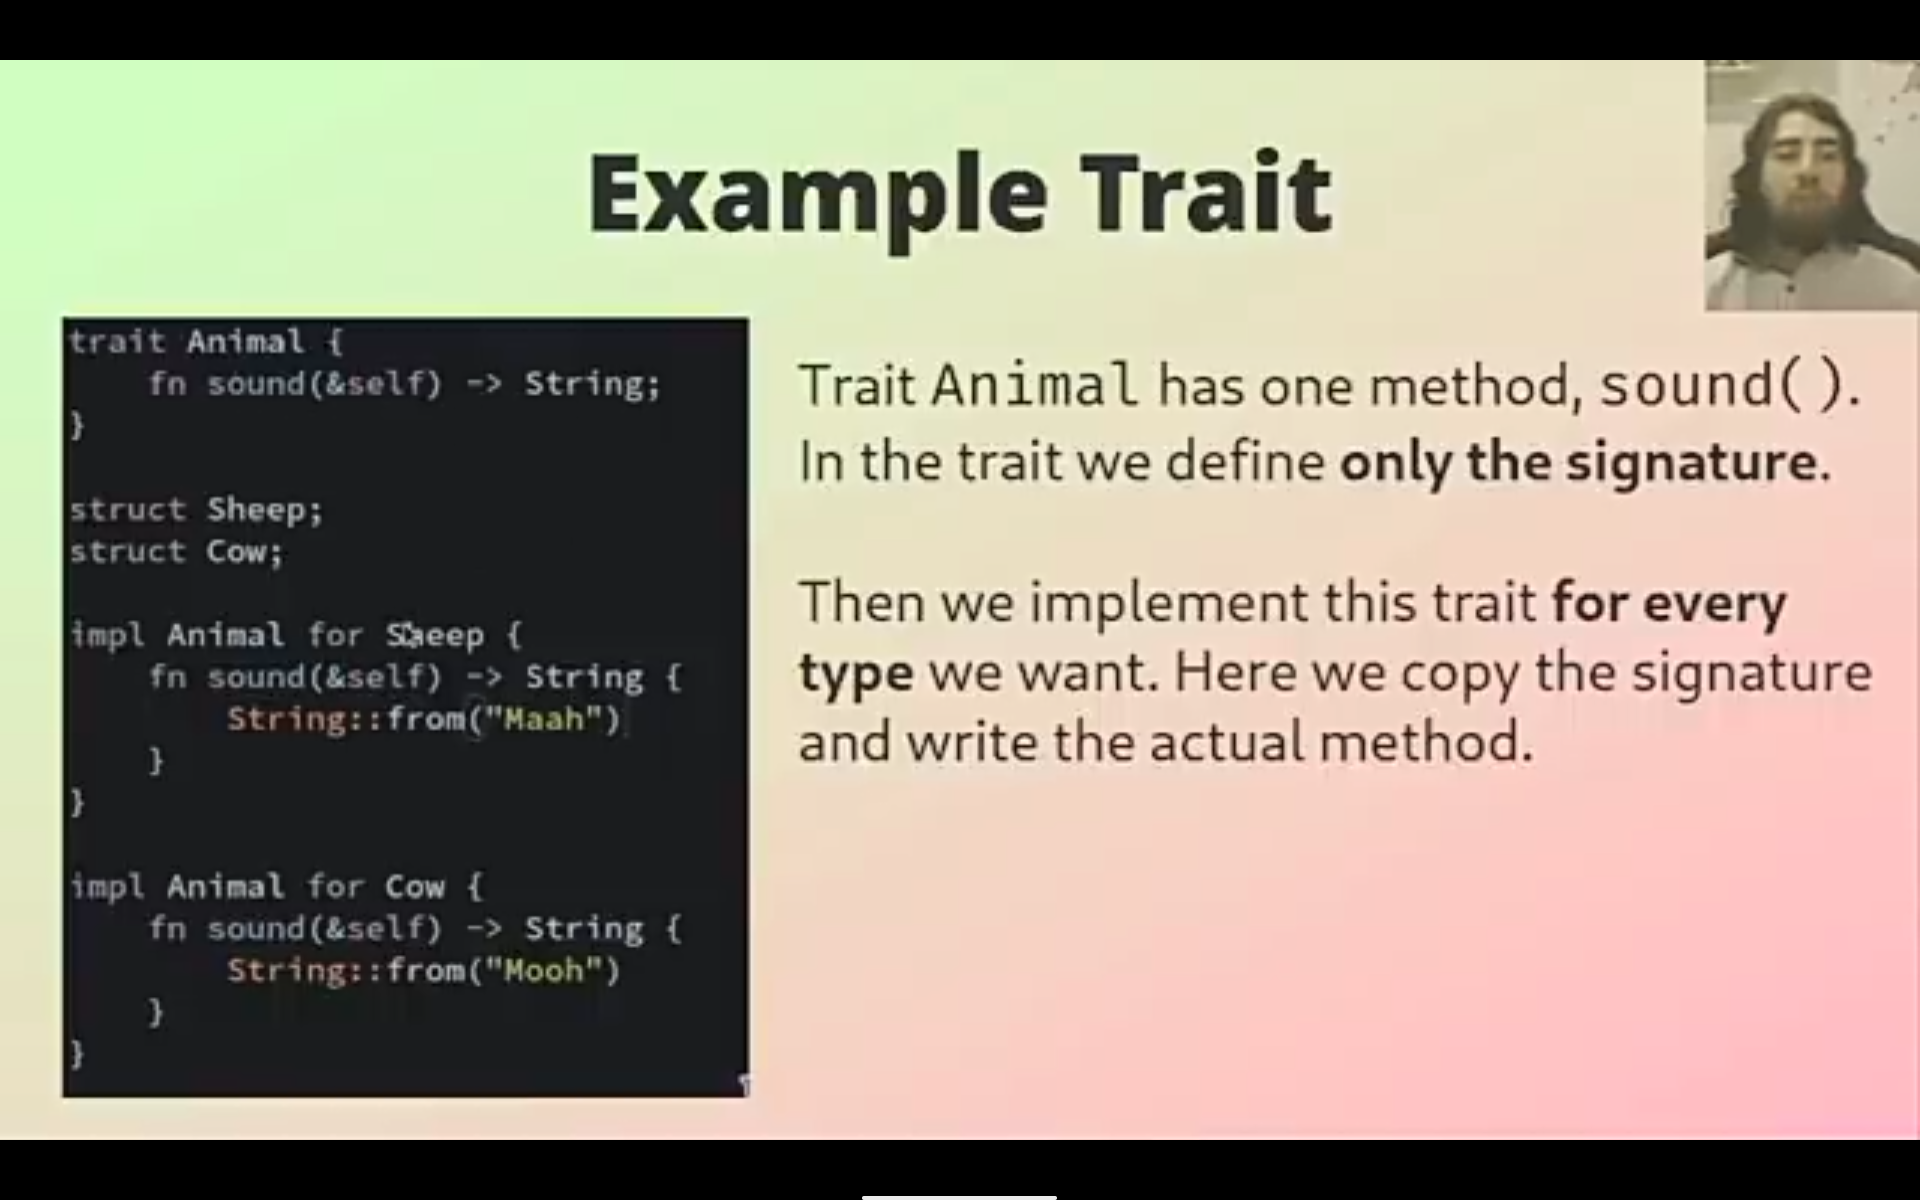 Example Trait
trait Animal {
    fn sound(&self) -> String;
}
struct Sheep;
struct Cow;
impl Animal for Sheep {
    fn sound(&self) -> String {
        String::from("Maah")
    }
}
impl Animal for Cow {
    fn sound(&self) -> String {
        String::from("Mooh")
    }
}
Trait Animal has one method, sound().
In the trait we define only the signature.
Then we implement this trait for every
type we want. Here we copy the signature
and write the actual method.